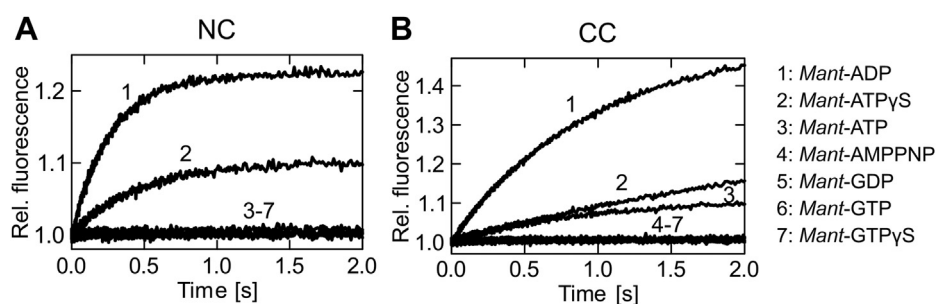 A NC
Rel. fluorescence
1.2
1.1
1.0
1
2
3-7
0.0 0.5 1.0 1.5 2.0
Time [s]
B CC
Rel. fluorescence
1.4
1.3
1.2
1.1
1.0
1
2
3
4-7
0.0 0.5 1.0 1.5 2.0
Time [s]
1: Mant-ADP
2: Mant-ATPγS
3: Mant-ATP
4: Mant-AMPPNP
5: Mant-GDP
6: Mant-GTP
7: Mant-GTPγS